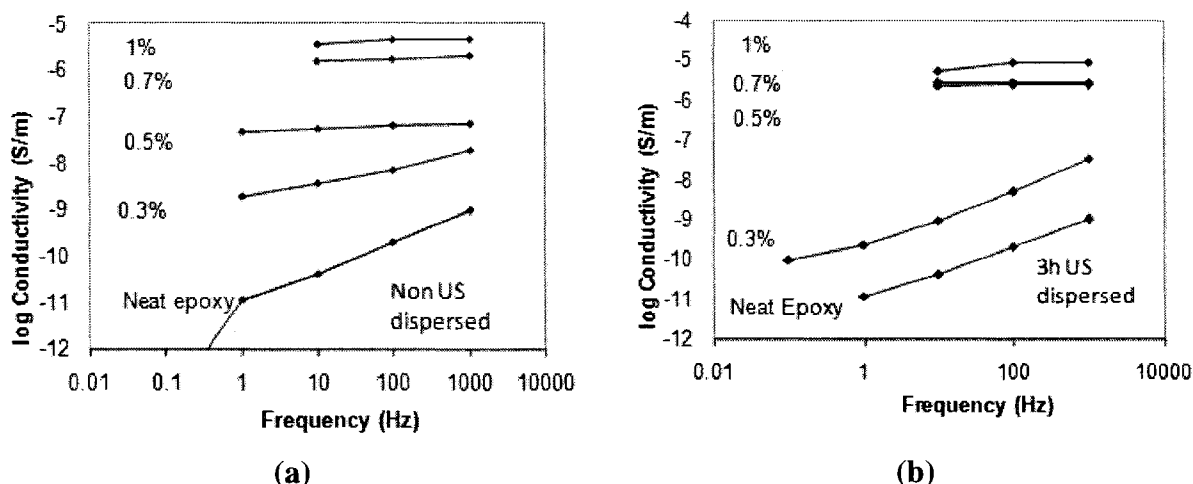 -5
-6
-7
-8
-9
-10
-11
-12
log Conductivity (S/m)
1%
0.7%
0.5%
0.3%
Neat epoxy
Non US
dispersed
0.01 0.1 1 10 100 1000 10000
Frequency (Hz)
(a)
-4
-5
-6
-7
-8
-9
-10
-11
-12
log Conductivity (S/m)
1%
0.7%
0.5%
0.3%
Neat Epoxy
3h US
dispersed
0.01 1 100 10000
Frequency (Hz)
(b)